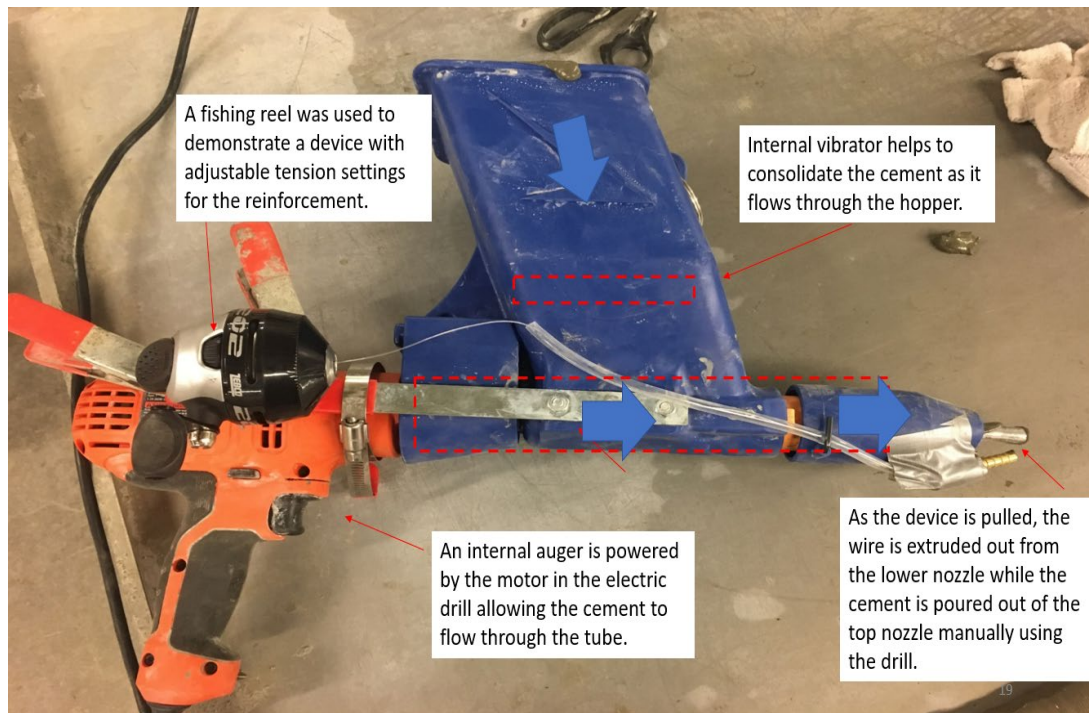 A fishing reel was used to
demonstrate a device with
adjustable tension settings
for the reinforcement.
Internal vibrator helps to
consolidate the cement as it
flows through the hopper.
An internal auger is powered
by the motor in the electric
drill allowing the cement to
flow through the tube.
As the device is pulled, the
wire is extruded out from
the lower nozzle while the
cement is poured out of the
top nozzle manually using
the drill.
19